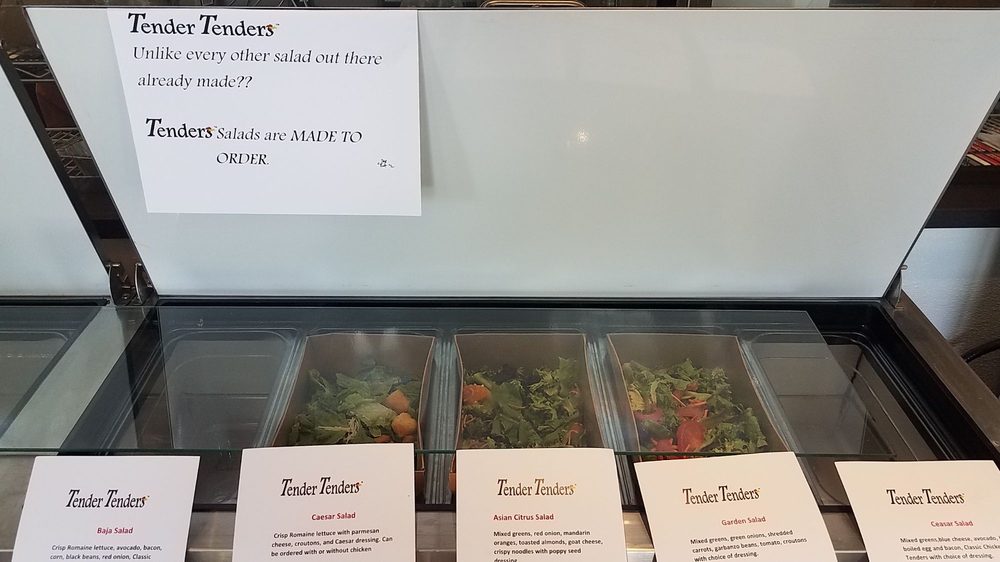 Tender Tenders
Unlike every other salad out there
already made??
Tenders Salads are MADE TO
ORDER.
Tender Tenders
Baja Salad
Crisp Romaine lettuce, avocado, bacon,
corn, black beans, red onion, Classic
Tender Tenders
Caesar Salad
Crisp Romaine lettuce with parmesan
cheese, croutons, and Caesar dressing. Can
be ordered with or without chicken
Tender Tenders
Asian Citrus Salad
Mixed greens, red onion, mandarin
oranges, toasted almonds, goat cheese,
crispy noodles with poppy seed
dressing
Tender Tenders
Garden Salad
Mixed greens, green onions, shredded
carrots, garbanzo beans, tomato, croutons
with choice of dressing.
Tender Tenders
Ceasar Salad
Mixed greens,blue cheese, avocado,
boiled egg and bacon, Classic Chicken
Tenders with choice of dressing.